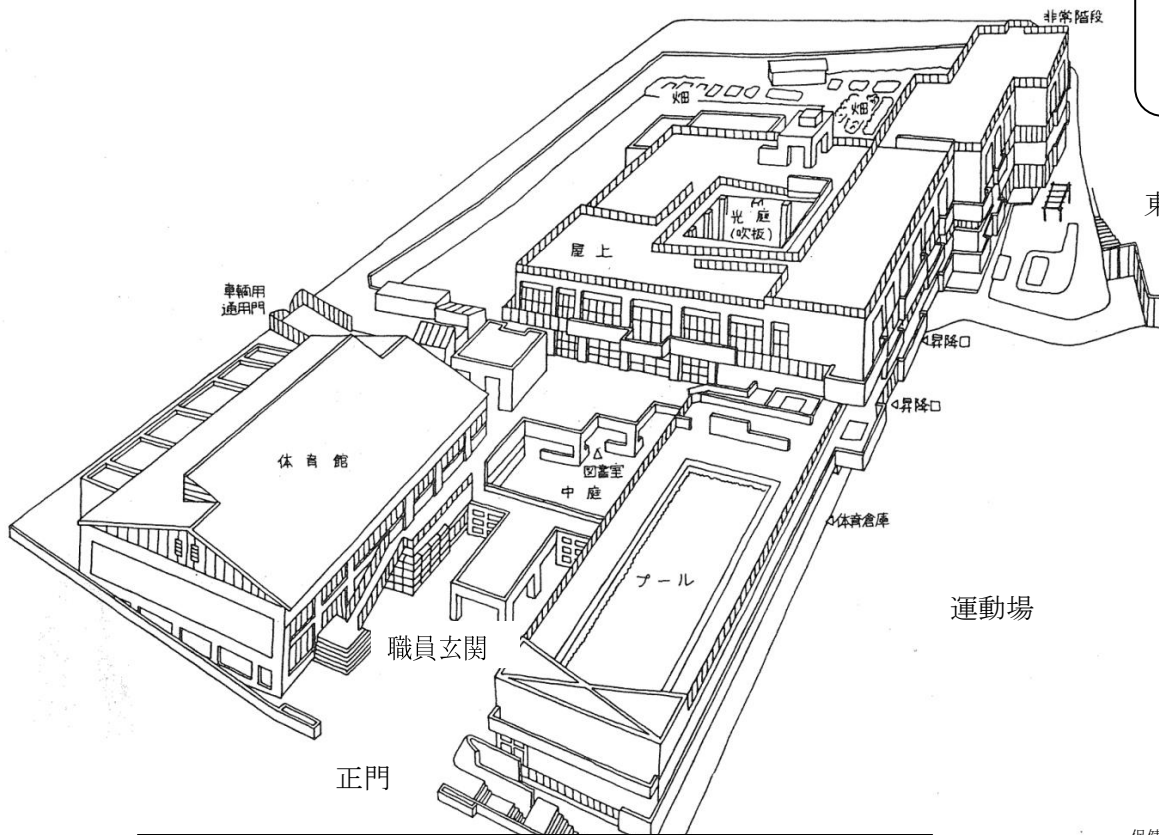 非常階段
畑
畑
東
光庭
(吹抜)
屋上
車輌用
通用門
昇降口
昇降口
体育館
図書室
中庭
体育倉庫
プール
運動場
職員玄関
正門